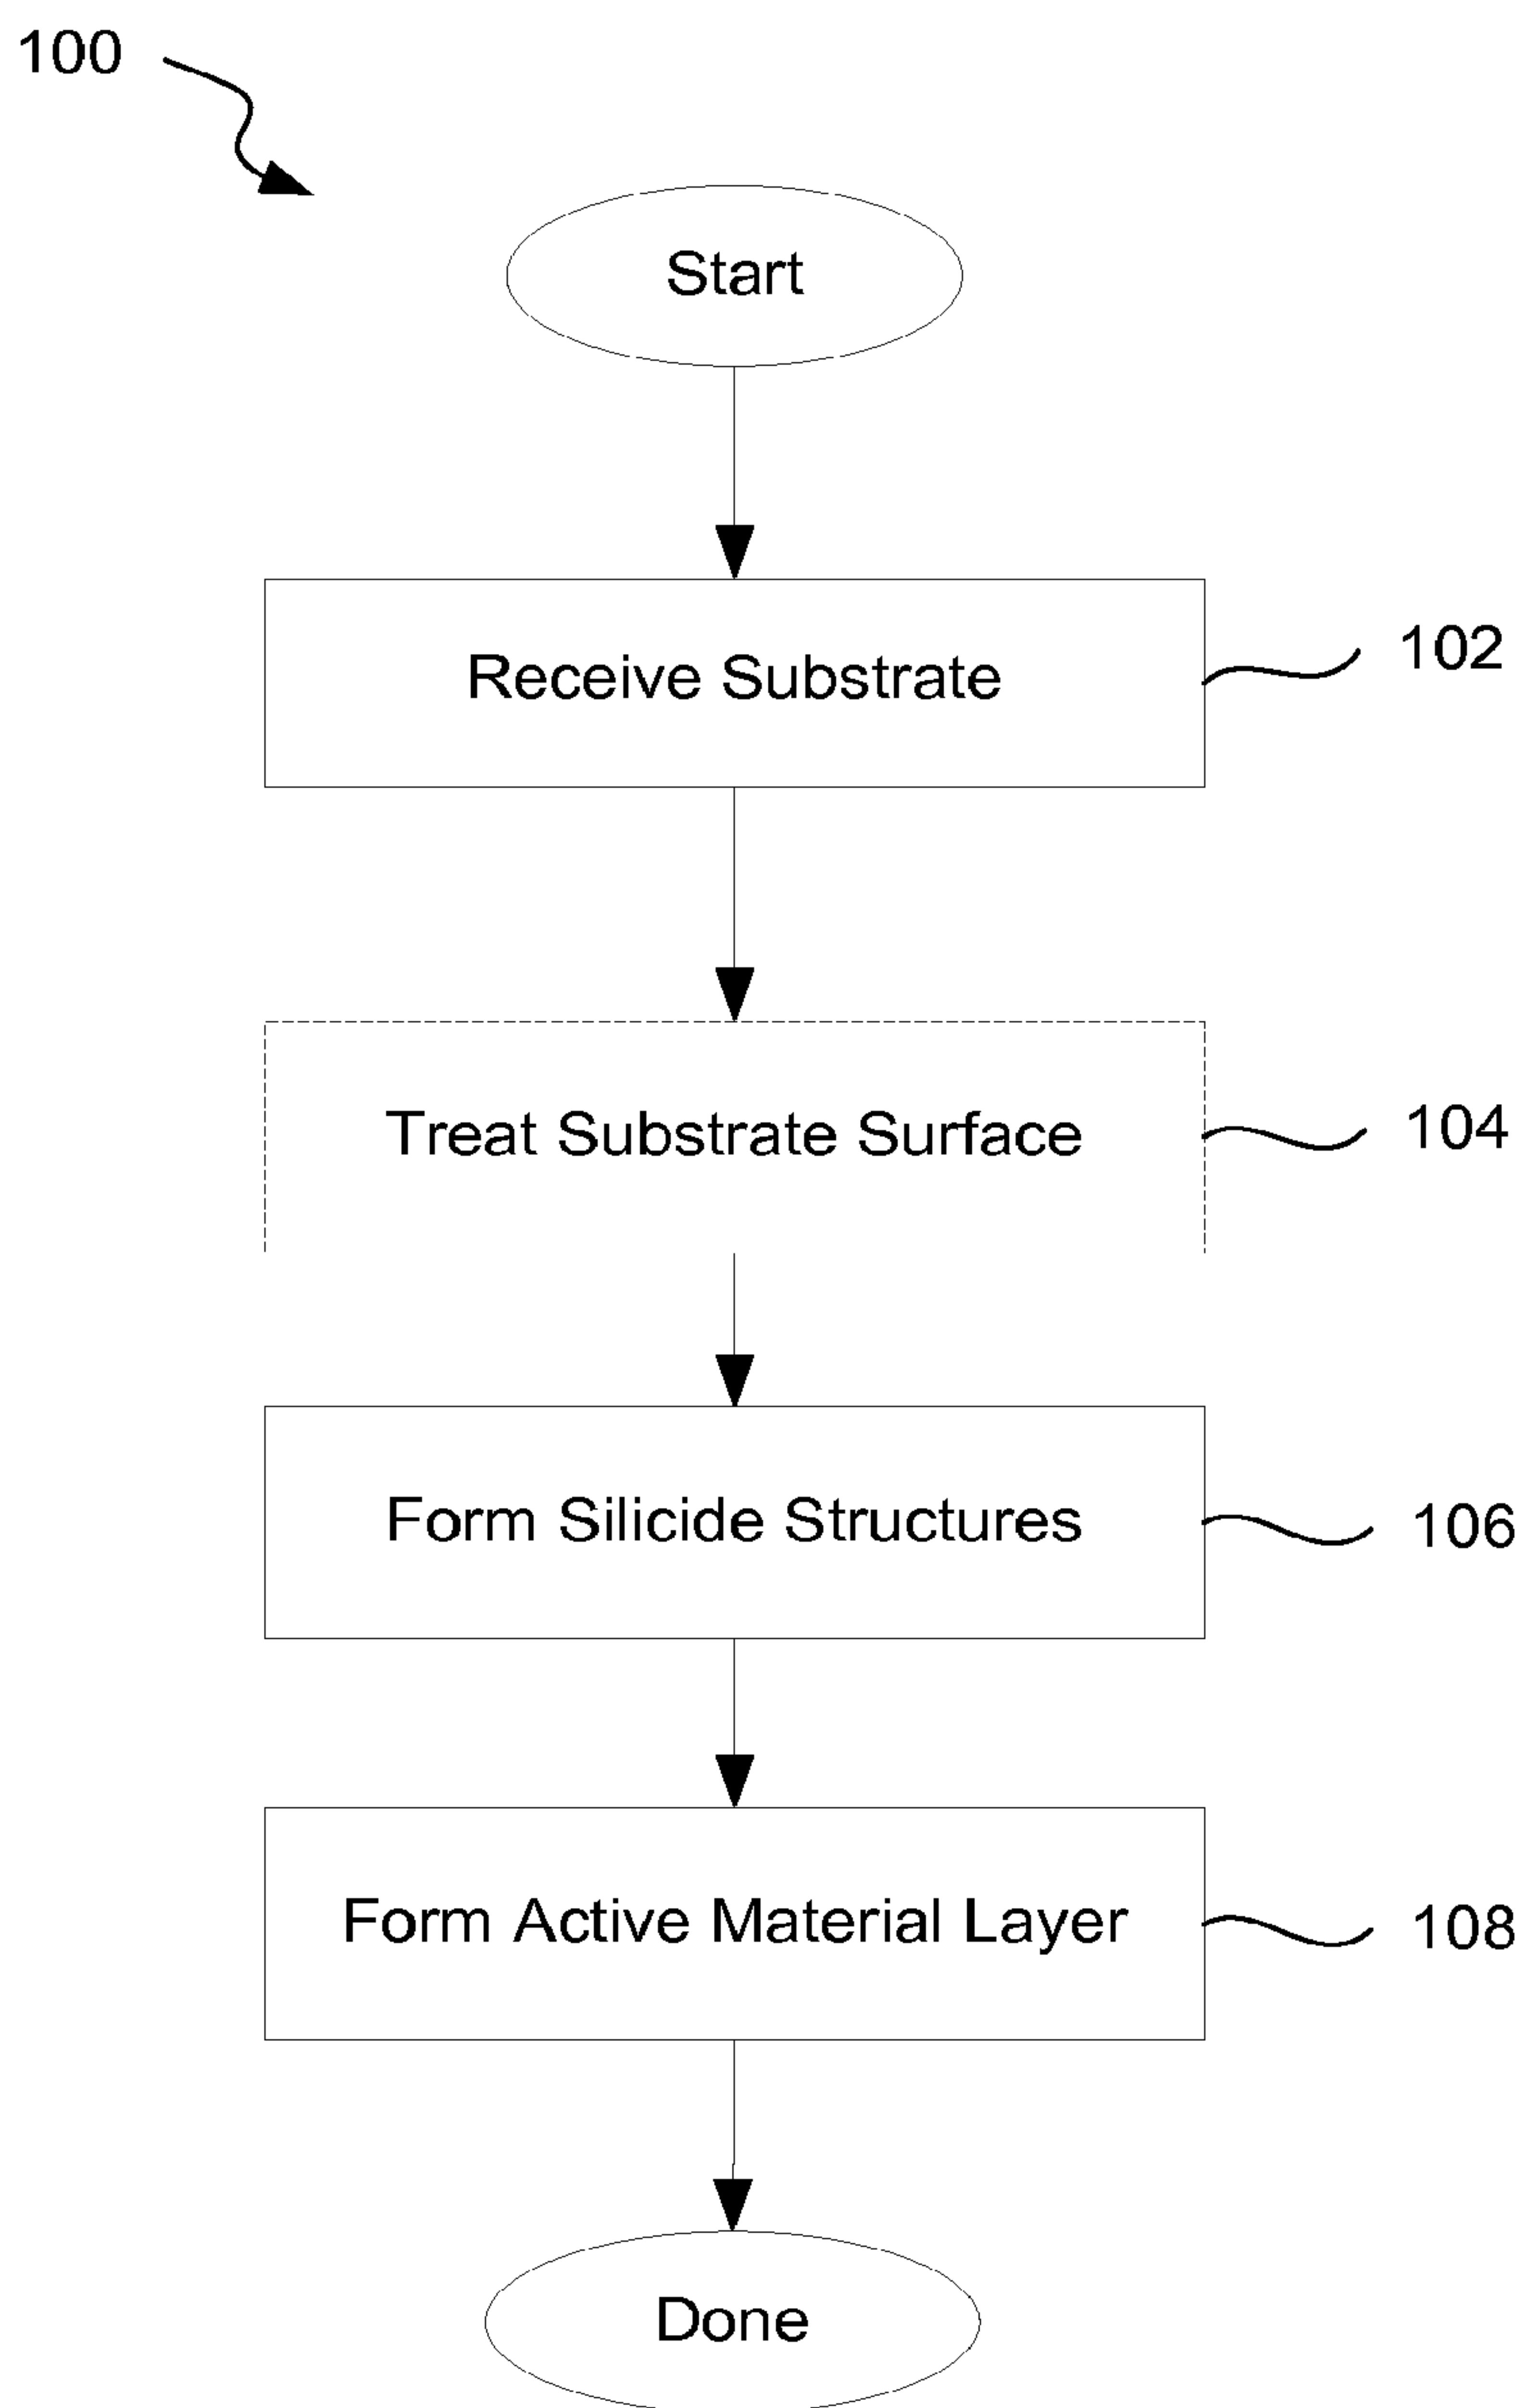 100
Start
Receive Substrate
102
Treat Substrate Surface
104
Form Silicide Structures
106
Form Active Material Layer
108
Done